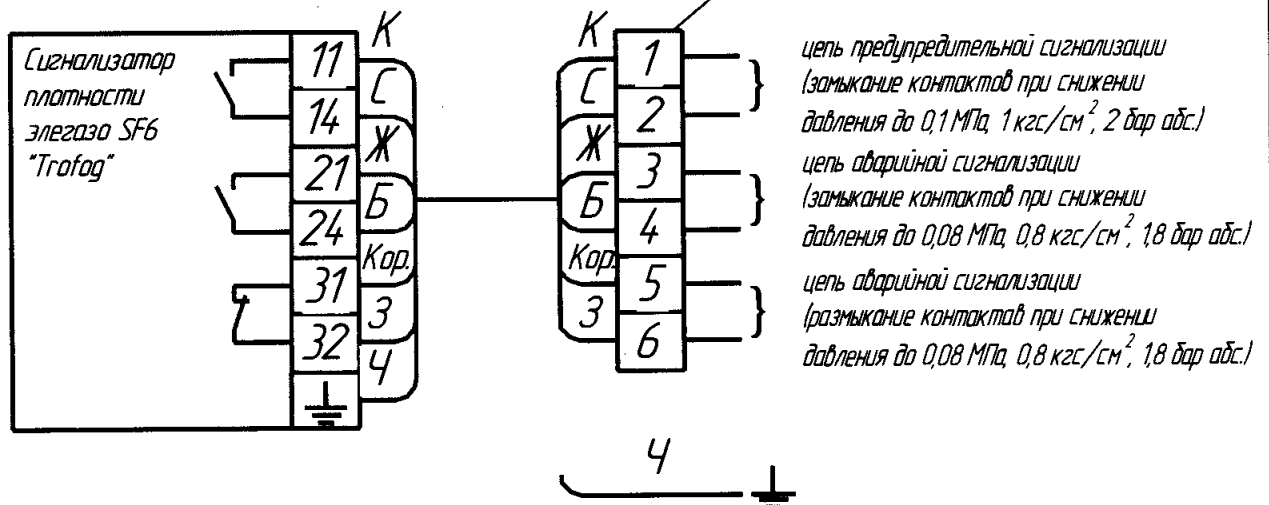 Сигнализатор
плотности
элегаза SF6
"Trafag"
11
14
21
24
31
32
К
С
Ж
Б
Кор.
З
Ч
К
С
Ж
Б
Кор.
З
1
2
3
4
5
6
цепь предупредительной сигнализации
(замыкание контактов при снижении
давления до 0,1 МПа, 1 кгс/см², 2 бар абс.)
цепь аварийной сигнализации
(замыкание контактов при снижении
давления до 0,08 МПа, 0,8 кгс/см², 1,8 бар абс.)
цепь аварийной сигнализации
(размыкание контактов при снижении
давления до 0,08 МПа, 0,8 кгс/см², 1,8 бар абс.)
Ч